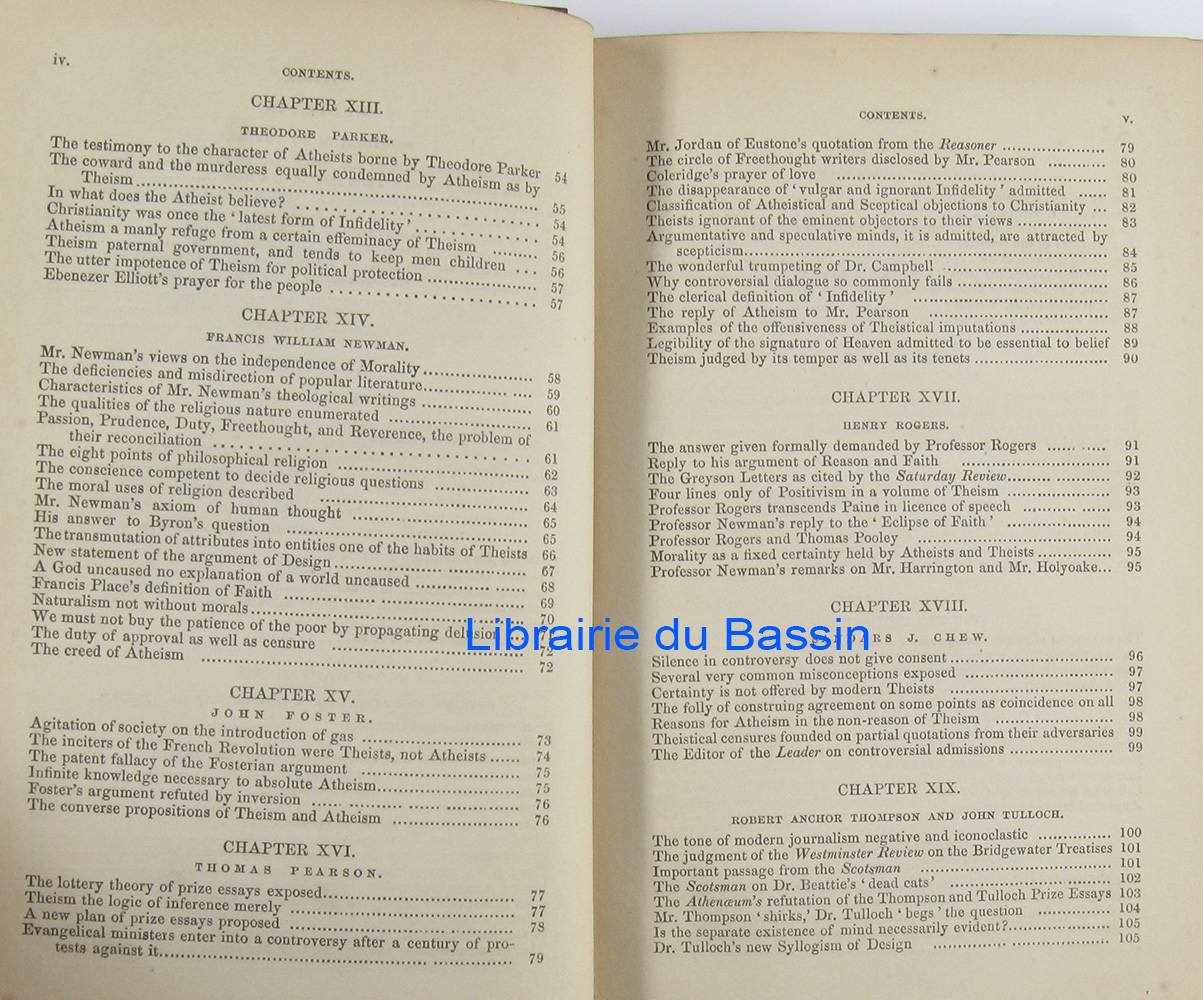 iv.
CONTENTS.
CHAPTER XIII.
THEODORE PARKER.
The testimony to the character of Atheists borne by Theodore Parker 54
The coward and the murderess equally condemned by Atheism as by
Theism ........ 55
In what does the Atheist believe? ........ 54
Christianity was once the ‘latest form of Infidelity’ ........ 54
Atheism a manly refuge from a certain effeminacy of Theism ........ 56
Theism paternal government, and tends to keep men children ... 56
The utter impotence of Theism for political protection ........ 57
Ebenezer Elliott's prayer for the people ........ 57
CHAPTER XIV.
FRANCIS WILLIAM NEWMAN.
Mr. Newman's views on the independence of Morality ........ 58
The deficiencies and misdirection of popular literature ........ 59
Characteristics of Mr. Newman's theological writings ........ 60
The qualities of the religious nature enumerated ........ 61
Passion, Prudence, Duty, Freethought, and Reverence, the problem of
their reconciliation ........ 61
The eight points of philosophical religion ........ 62
The conscience competent to decide religious questions ........ 63
The moral uses of religion described ........ 64
Mr. Newman's axiom of human thought ........ 65
His answer to Byron's question ........ 65
The transmutation of attributes into entities one of the habits of Theists 66
New statement of the argument of Design ........ 67
A God uncaused no explanation of a world uncaused ........ 68
Francis Place's definition of Faith ........ 69
Naturalism not without morals ........ 70
We must not buy the patience of the poor by propagating delusion ...
The duty of approval as well as censure ........ 72
The creed of Atheism ........ 72
CHAPTER XV.
JOHN FOSTER.
Agitation of society on the introduction of gas ........ 73
The inciters of the French Revolution were Theists, not Atheists ...... 74
The patent fallacy of the Fosterian argument ........ 75
Infinite knowledge necessary to absolute Atheism ........ 75
Foster's argument refuted by inversion ........ 76
The converse propositions of Theism and Atheism ........ 76
CHAPTER XVI.
THOMAS PEARSON.
The lottery theory of prize essays exposed ........ 77
Theism the logic of inference merely ........ 77
A new plan of prize essays proposed ........ 78
Evangelical ministers enter into a controversy after a century of pro-
tests against it ........ 79
CONTENTS.
v.
Mr. Jordan of Eustone's quotation from the Reasoner ........ 79
The circle of Freethought writers disclosed by Mr. Pearson ........ 80
Coleridge's prayer of love ........ 80
The disappearance of ‘vulgar and ignorant Infidelity’ admitted ...... 81
Classification of Atheistical and Sceptical objections to Christianity ... 82
Theists ignorant of the eminent objectors to their views ........ 83
Argumentative and speculative minds, it is admitted, are attracted by
scepticism ........ 84
The wonderful trumpeting of Dr. Campbell ........ 85
Why controversial dialogue so commonly fails ........ 86
The clerical definition of ‘Infidelity’ ........ 87
The reply of Atheism to Mr. Pearson ........ 87
Examples of the offensiveness of Theistical imputations ........ 88
Legibility of the signature of Heaven admitted to be essential to belief 89
Theism judged by its temper as well as its tenets ........ 90
CHAPTER XVII.
HENRY ROGERS.
The answer given formally demanded by Professor Rogers ........ 91
Reply to his argument of Reason and Faith ........ 91
The Greyson Letters as cited by the Saturday Review ........ 92
Four lines only of Positivism in a volume of Theism ........ 93
Professor Rogers transcends Paine in licence of speech ........ 93
Professor Newman's reply to the ‘Eclipse of Faith’ ........ 94
Professor Rogers and Thomas Pooley ........ 94
Morality as a fixed certainty held by Atheists and Theists ........ 95
Professor Newman's remarks on Mr. Harrington and Mr. Holyoake... 95
CHAPTER XVIII.
J. CHEW.
Silence in controversy does not give consent ........ 96
Several very common misconceptions exposed ........ 97
Certainty is not offered by modern Theists ........ 97
The folly of construing agreement on some points as coincidence on all 98
Reasons for Atheism in the non-reason of Theism ........ 98
Theistical censures founded on partial quotations from their adversaries 99
The Editor of the Leader on controversial admissions ........ 99
CHAPTER XIX.
ROBERT ANCHOR THOMPSON AND JOHN TULLOCH.
The tone of modern journalism negative and iconoclastic ........ 100
The judgment of the Westminster Review on the Bridgewater Treatises 101
Important passage from the Scotsman ........ 101
The Scotsman on Dr. Beattie's ‘dead cats’ ........ 102
The Athenæum's refutation of the Thompson and Tulloch Prize Essays 103
Mr. Thompson ‘shirks,’ Dr. Tulloch ‘begs’ the question ........ 104
Is the separate existence of mind necessarily evident? ........ 105
Dr. Tulloch's new Syllogism of Design ........ 105
Librairie du Bassin